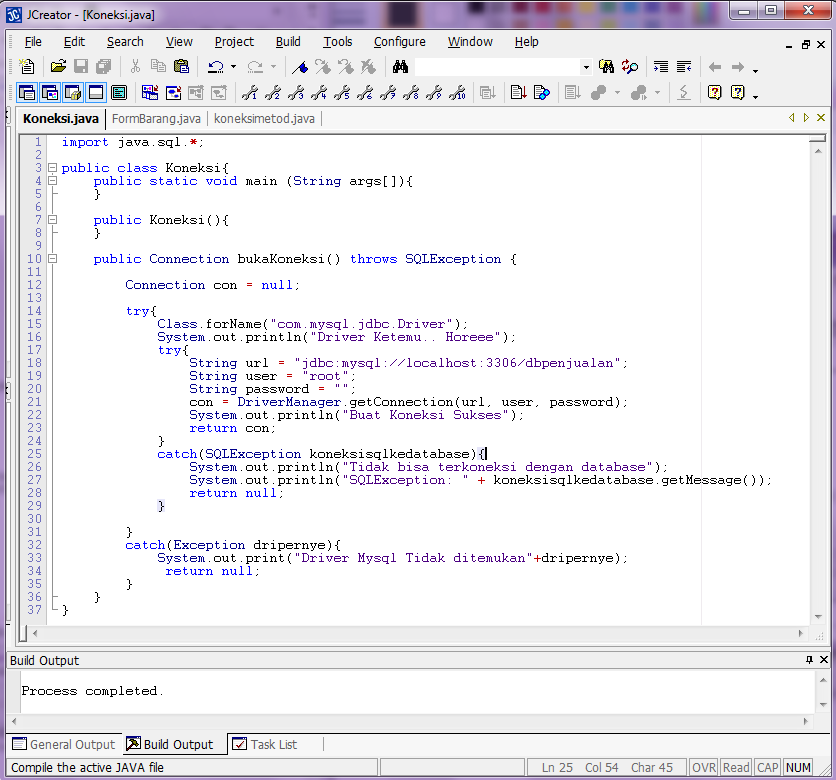 JCreator - [Koneksi.java]
File Edit Search View Project Build Tools Configure Window Help
Koneksi.java FormBarang.java koneksimetod.java
1 import java.sql.*;
2
3 public class Koneksi{
4 public static void main (String args[]){
5 }
6
7 public Koneksi(){
8 }
9
10 public Connection bukaKoneksi() throws SQLException {
11
12 Connection con = null;
13
14 try{
15 Class.forName("com.mysql.jdbc.Driver");
16 System.out.println("Driver Ketemu.. Horeee");
17 try{
18 String url = "jdbc:mysql://localhost:3306/dbpenjualan";
19 String user = "root";
20 String password = "";
21 con = DriverManager.getConnection(url, user, password);
22 System.out.println("Buat Koneksi Sukses");
23 return con;
24 }
25 catch(SQLException koneksisqlkedatabase){
26 System.out.println("Tidak bisa terkoneksi dengan database");
27 System.out.println("SQLException: " + koneksisqlkedatabase.getMessage());
28 return null;
29 }
30
31 }
32 catch(Exception dripernye){
33 System.out.print("Driver Mysql Tidak ditemukan"+dripernye);
34 return null;
35 }
36 }
37 }
Build Output
Process completed.
General Output Build Output Task List
Compile the active JAVA file Ln 25 Col 54 Char 45 OVR Read CAP NUM